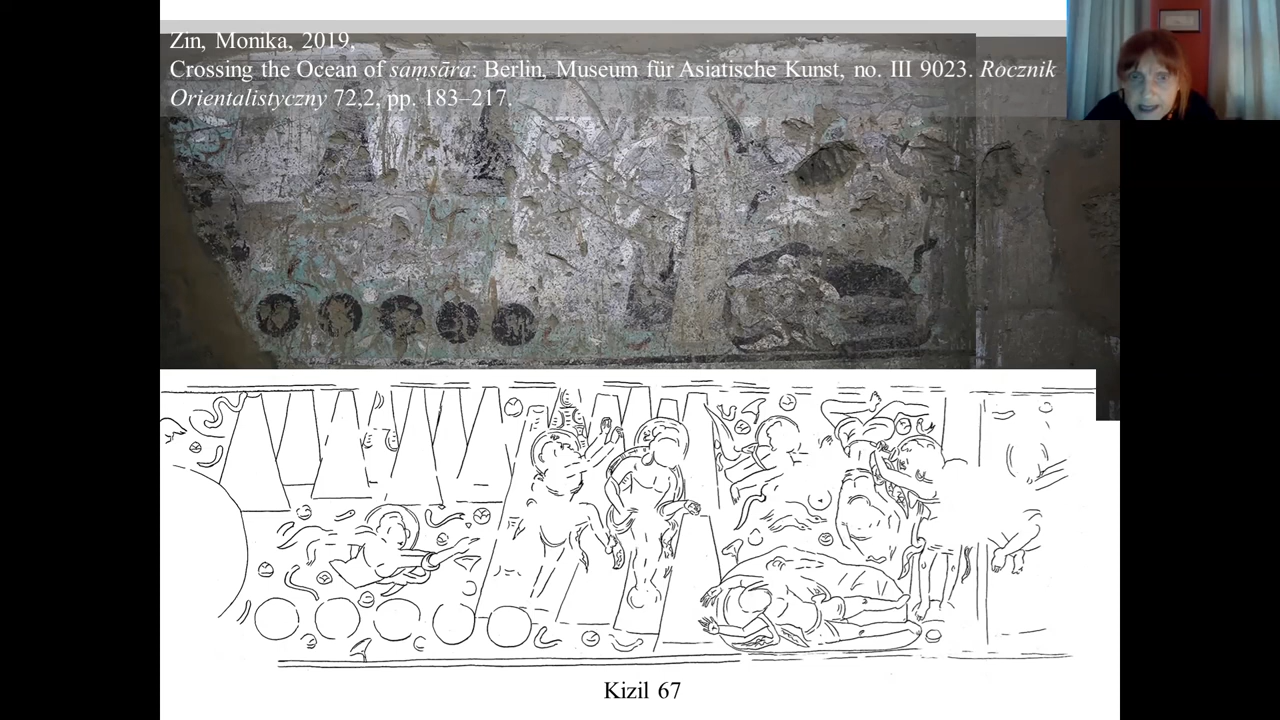 Zin, Monika, 2019,
Crossing the Ocean of samsāra: Berlin, Museum für Asiatische Kunst, no. III 9023. Rocznik
Orientalistyczny 72,2, pp. 183–217.
Kizil 67